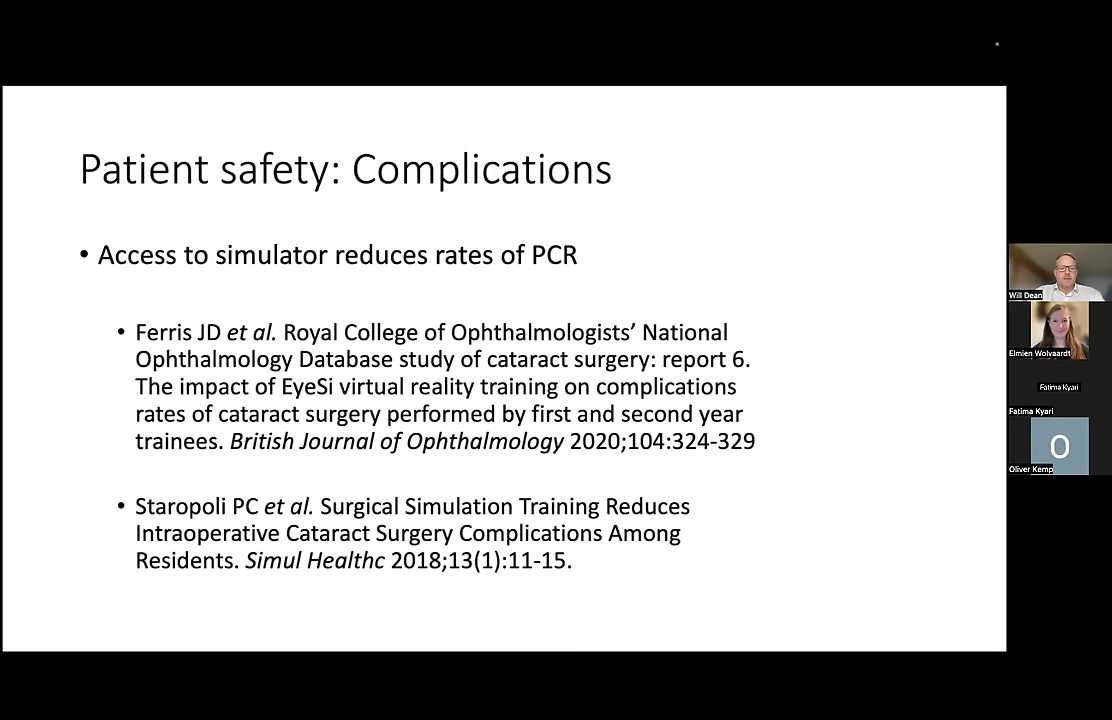 Patient safety: Complications
• Access to simulator reduces rates of PCR
• Ferris JD et al. Royal College of Ophthalmologists’ National
Ophthalmology Database study of cataract surgery: report 6.
The impact of EyeSi virtual reality training on complications
rates of cataract surgery performed by first and second year
trainees. British Journal of Ophthalmology 2020;104:324-329
• Staropoli PC et al. Surgical Simulation Training Reduces
Intraoperative Cataract Surgery Complications Among
Residents. Simul Healthc 2018;13(1):11-15.
Will Dean
Elmien Wolvaardt
Fatima Kyari
Fatima Kyari
O
Oliver Kemp